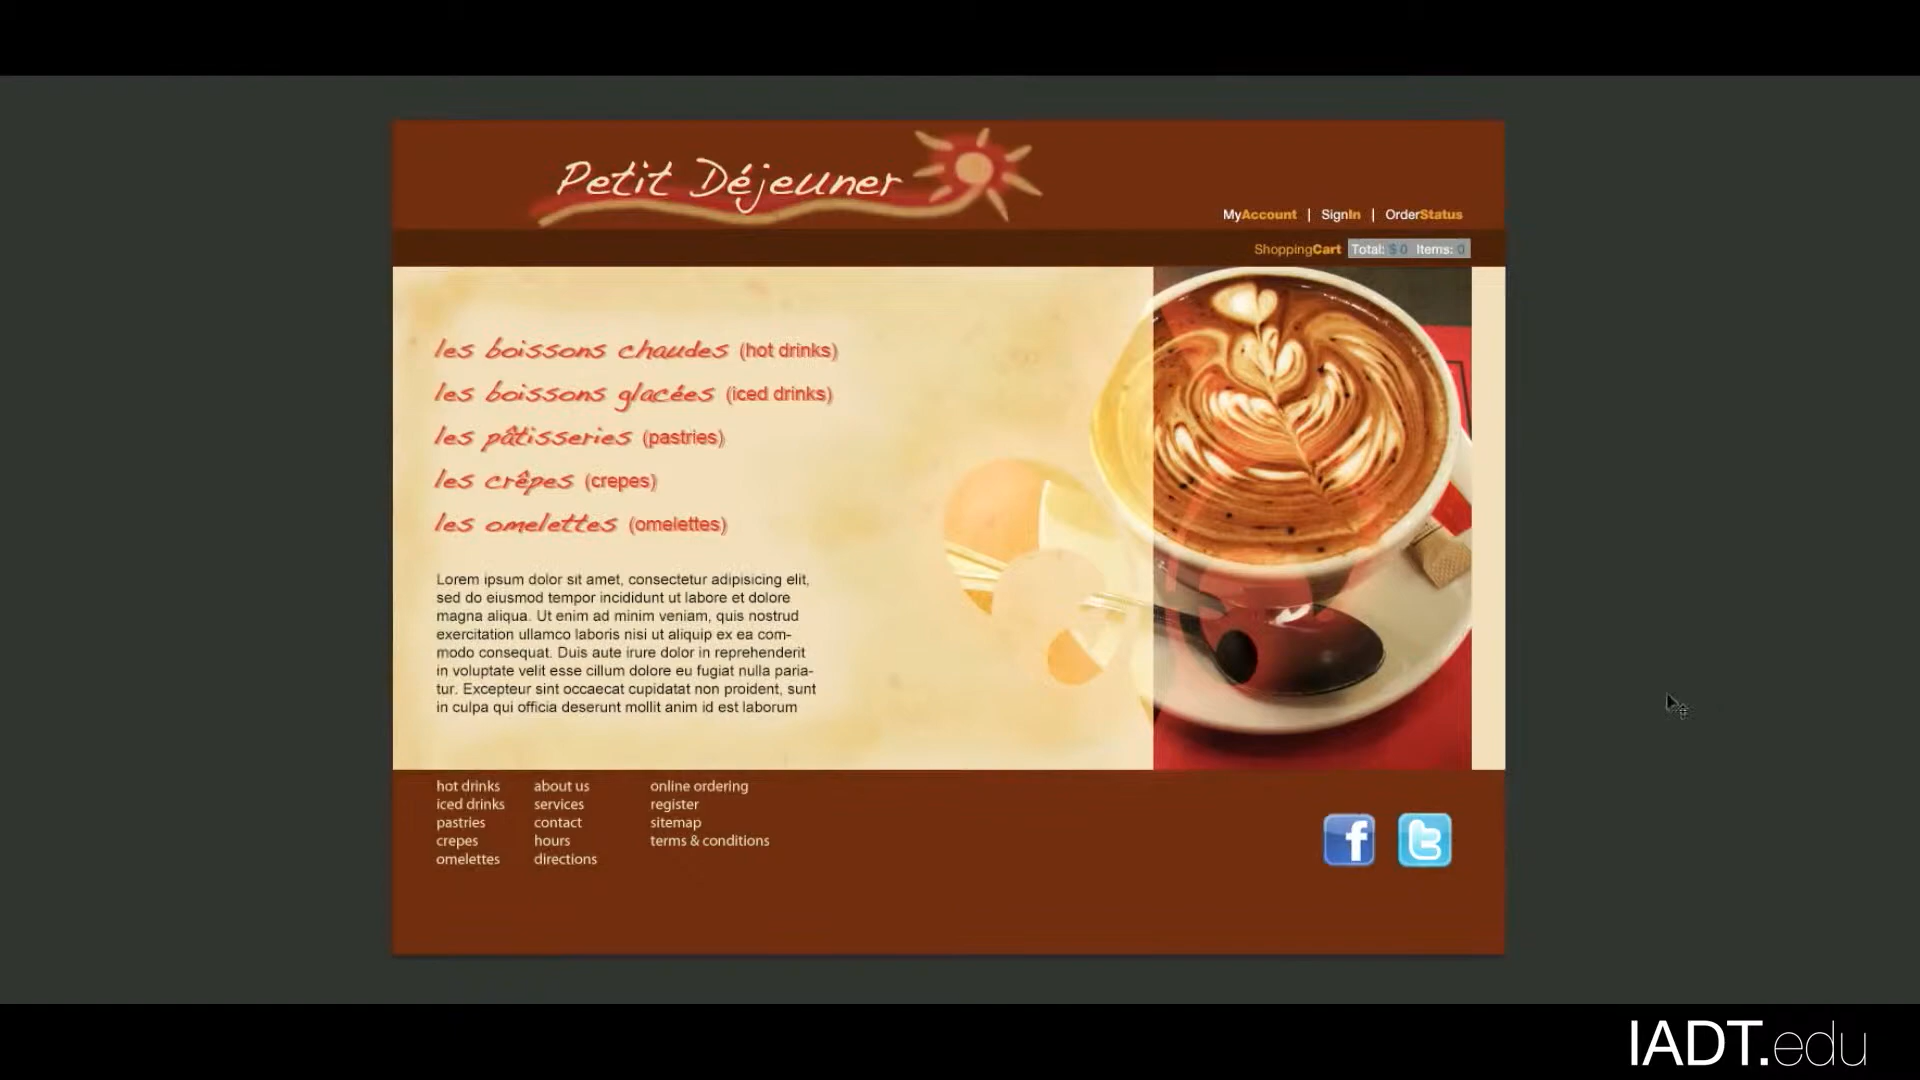 Petit Déjeuner
MyAccount | SignIn | OrderStatus
ShoppingCart Total: $ 0 Items: 0
les boissons chaudes (hot drinks)
les boissons glacées (iced drinks)
les pâtisseries (pastries)
les crêpes (crepes)
les omelettes (omelettes)
Lorem ipsum dolor sit amet, consectetur adipisicing elit,
sed do eiusmod tempor incididunt ut labore et dolore
magna aliqua. Ut enim ad minim veniam, quis nostrud
exercitation ullamco laboris nisi ut aliquip ex ea com-
modo consequat. Duis aute irure dolor in reprehenderit
in voluptate velit esse cillum dolore eu fugiat nulla paria-
tur. Excepteur sint occaecat cupidatat non proident, sunt
in culpa qui officia deserunt mollit anim id est laborum
hot drinks
iced drinks
pastries
crepes
omelettes
about us
services
contact
hours
directions
online ordering
register
sitemap
terms & conditions
f
t
IADT.edu